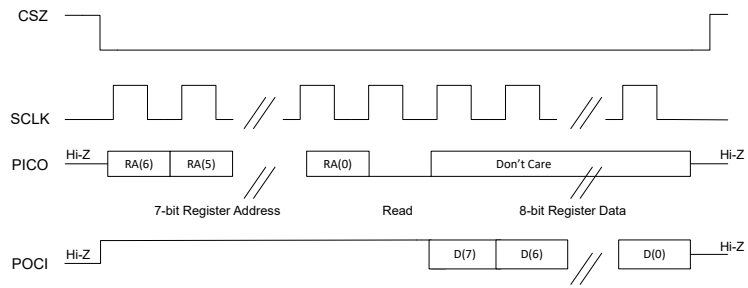 CSZ
SCLK
Hi-Z
PICO
RA(6) RA(5) RA(0) Don't Care
Hi-Z
7-bit Register Address Read 8-bit Register Data
Hi-Z
POCI
D(7) D(6) D(0)
Hi-Z